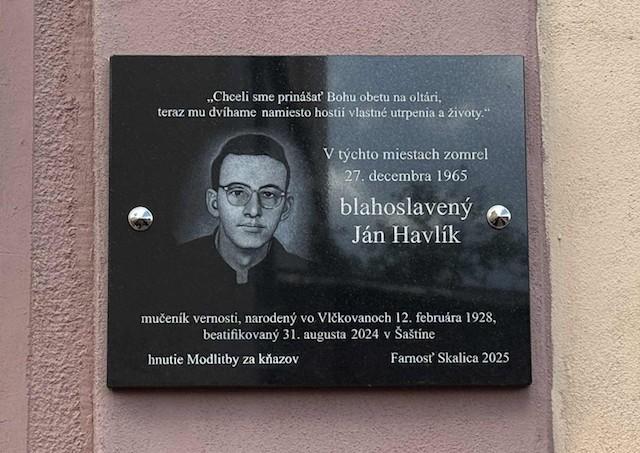 „Chceli sme prinášať Bohu obetu na oltári,
teraz mu dvíhame namiesto hostií vlastné utrpenia a životy.“
V týchto miestach zomrel
27. decembra 1965
blahoslavený
Ján Havlík
mučeník vernosti, narodený vo Vlčkovanoch 12. februára 1928,
beatifikovaný 31. augusta 2024 v Šaštíne
hnutie Modlitby za kňazov
Farnosť Skalica 2025